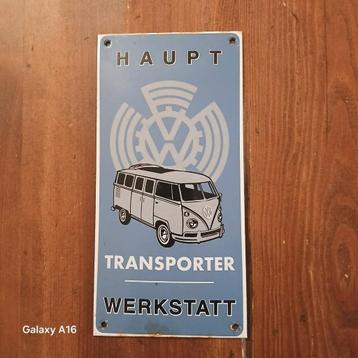 HAUPT
VW
TRANSPORTER
WERKSTATT
Galaxy A16